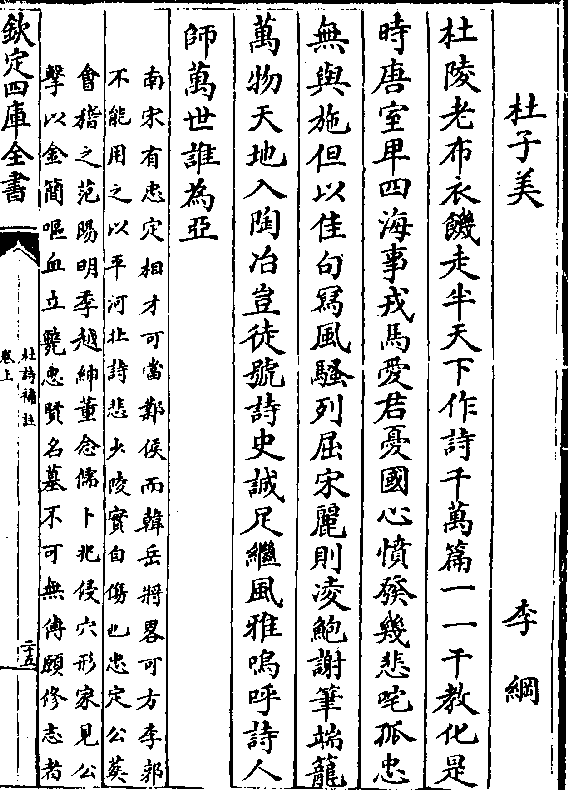 杜子美 李綱
杜陵老布衣饑走半天下作詩千萬篇一一干教化是
時唐室卑四海事戎馬愛君憂國心憤發幾悲咤孤忠
無與施但以佳句寫風騷列屈宋麗則凌鮑謝筆端籠
萬物天地入陶冶豈徒號詩史誠足繼風雅嗚呼詩人
師萬世誰為亞
南宋有忠定相才可當鄭侯而韓岳將畧可方李郭
不能用之以平河北詩悲少陵實自傷也忠定公葬
會稽之范賜明季越紳董念儒卜兆侵穴形家見公
擊以金簡嘔血立斃忠賢名墓不可無傳願修志者
欽定四庫全書
杜詩補註
卷上
二十五